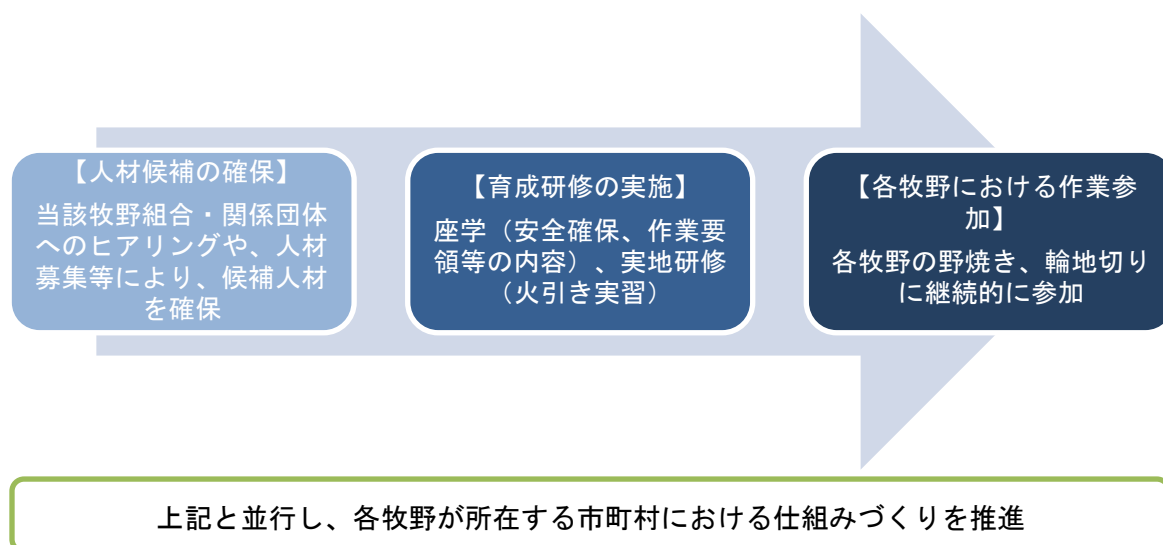 【人材候補の確保】
当該牧野組合・関係団体
へのヒアリングや、人材
募集等により、候補人材
を確保
【育成研修の実施】
座学（安全確保、作業要
領等の内容）、実地研修
（火引き実習）
【各牧野における作業参
加】
各牧野の野焼き、輪地切り
に継続的に参加
上記と並行し、各牧野が所在する市町村における仕組みづくりを推進